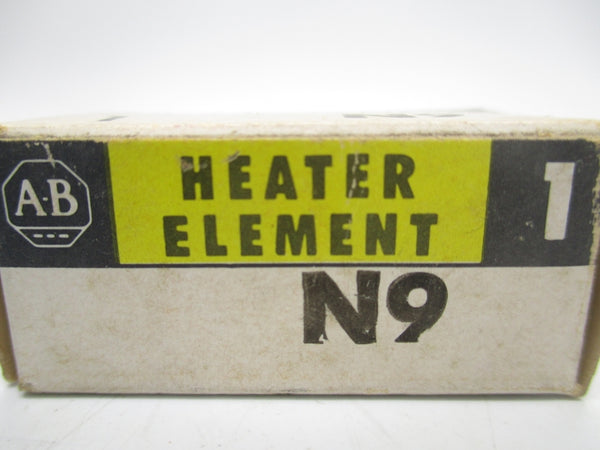 A-B
HEATER
ELEMENT
1
N9